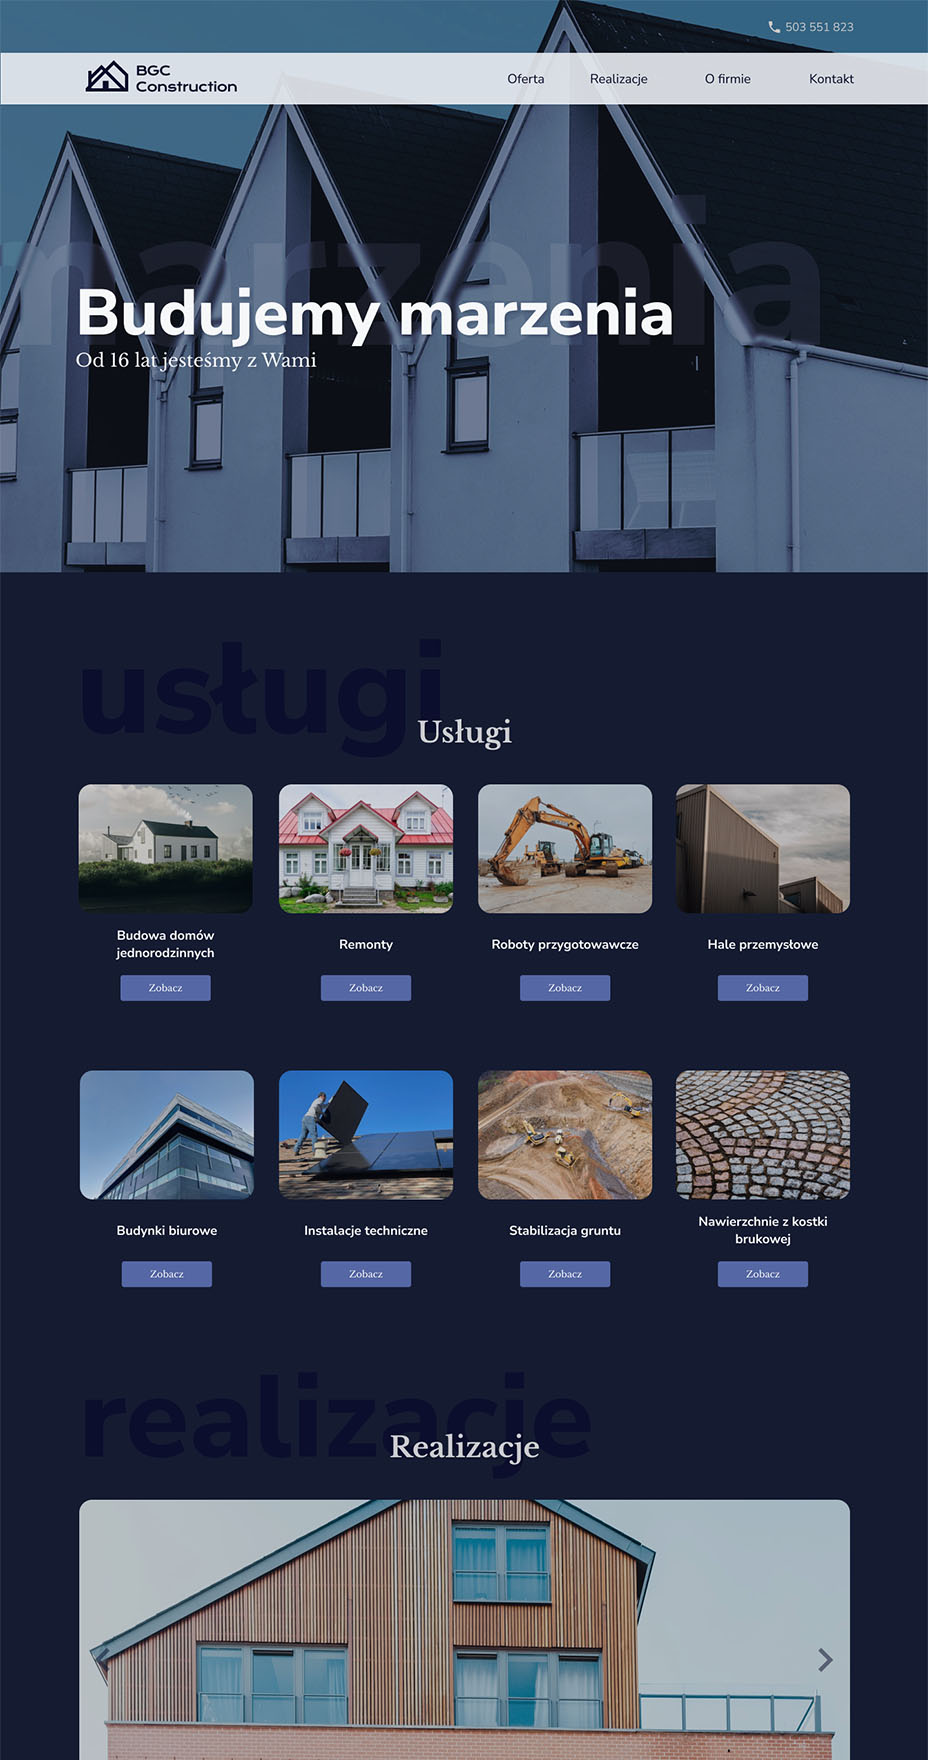 503 551 823
BGC
Construction
Oferta Realizacje O firmie Kontakt
marzenia
Budujemy marzenia
Od 16 lat jesteśmy z Wami
usługi
Usługi
Budowa domów
jednorodzinnych
Remonty
Roboty przygotowawcze
Hale przemysłowe
Zobacz Zobacz Zobacz Zobacz
Budynki biurowe
Instalacje techniczne
Stabilizacja gruntu
Nawierzchnie z kostki
brukowej
Zobacz Zobacz Zobacz Zobacz
realizacje
Realizacje